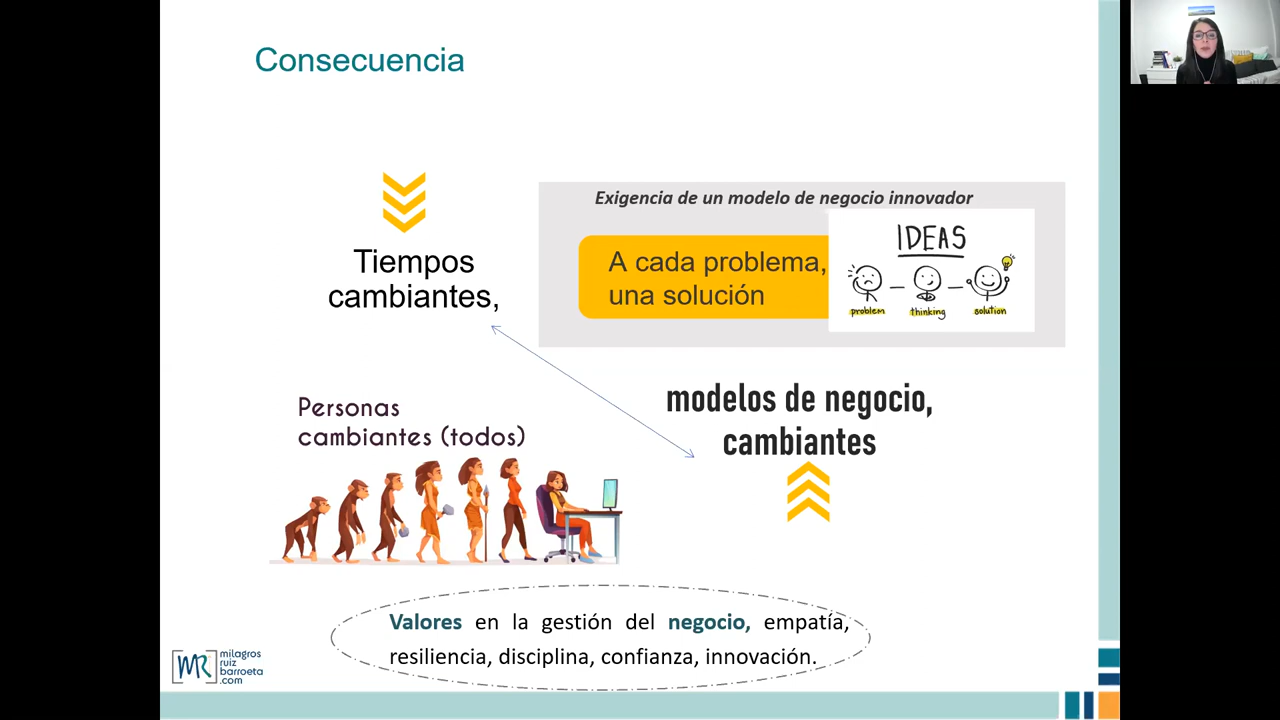 Consecuencia
Exigencia de un modelo de negocio innovador
Tiempos
cambiantes,
A cada problema,
una solución
IDEAS
problem
thinking
solution
modelos de negocio,
cambiantes
Personas
cambiantes (todos)
Valores en la gestión del negocio, empatía,
resiliencia, disciplina, confianza, innovación.
MR
milagros
ruiz
barroeta
.com